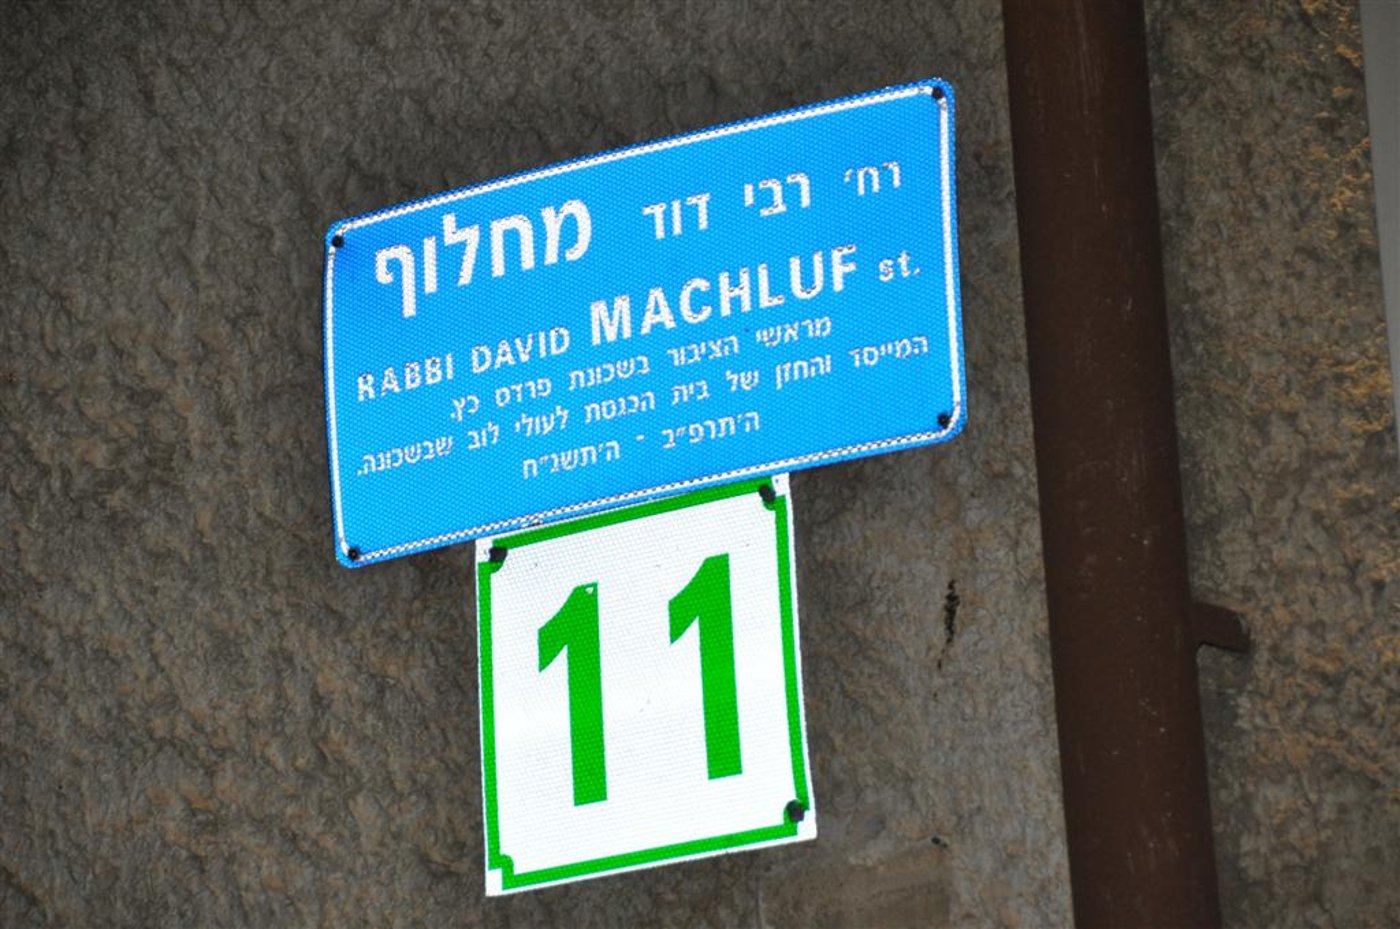 רח׳ רבי דוד מחלוף
RABBI DAVID MACHLUF st.
מראשי הציבור בשכונת פרדס כץ.
המייסד והחזן של בית הכנסת לעולי לוב שבשכונה.
ה׳תרפ״ב - ה׳תשנ״ח
11